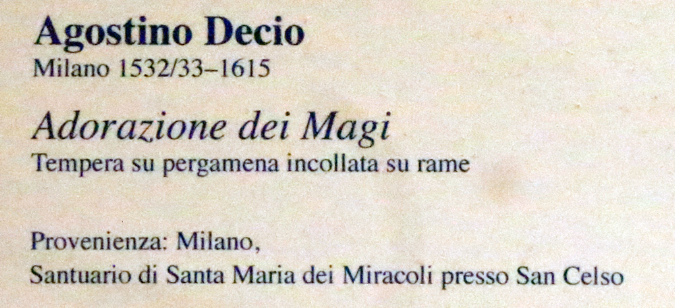 Agostino Decio
Milano 1532/33–1615
Adorazione dei Magi
Tempera su pergamena incollata su rame
Provenienza: Milano,
Santuario di Santa Maria dei Miracoli presso San Celso